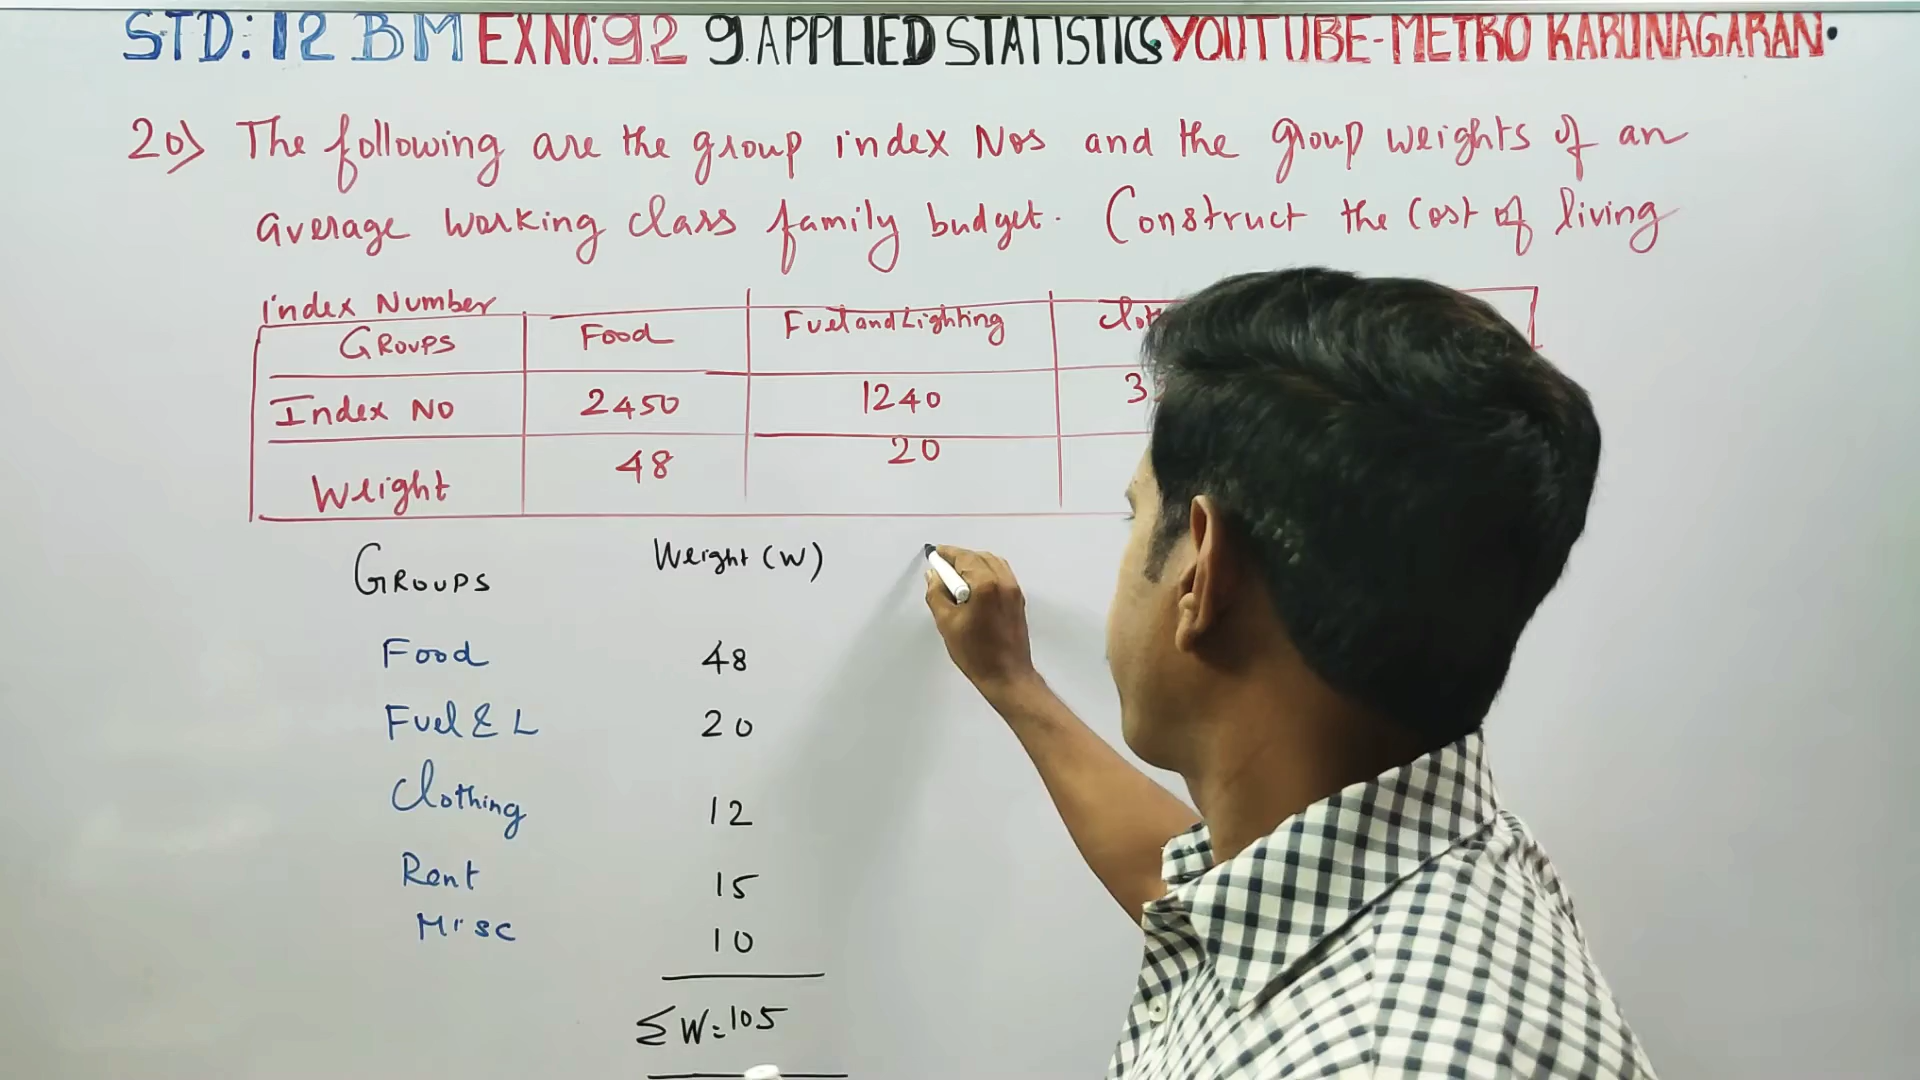 STD: 12 BM EX NO: 9.2 9. APPLIED STATISTICS YOUTUBE-METRO KARUNAGARAN.
20) The following are the group index Nos and the group weights of an
average working class family budget. Construct the cost of living
Index Number
GROUPS Food Fuel and Lighting
Index NO 2450 1240
Weight 48 20
GROUPS Weight (W)
Food 48
Fuel & L 20
Clothing 12
Rent 15
Misc 10
Σ W = 105